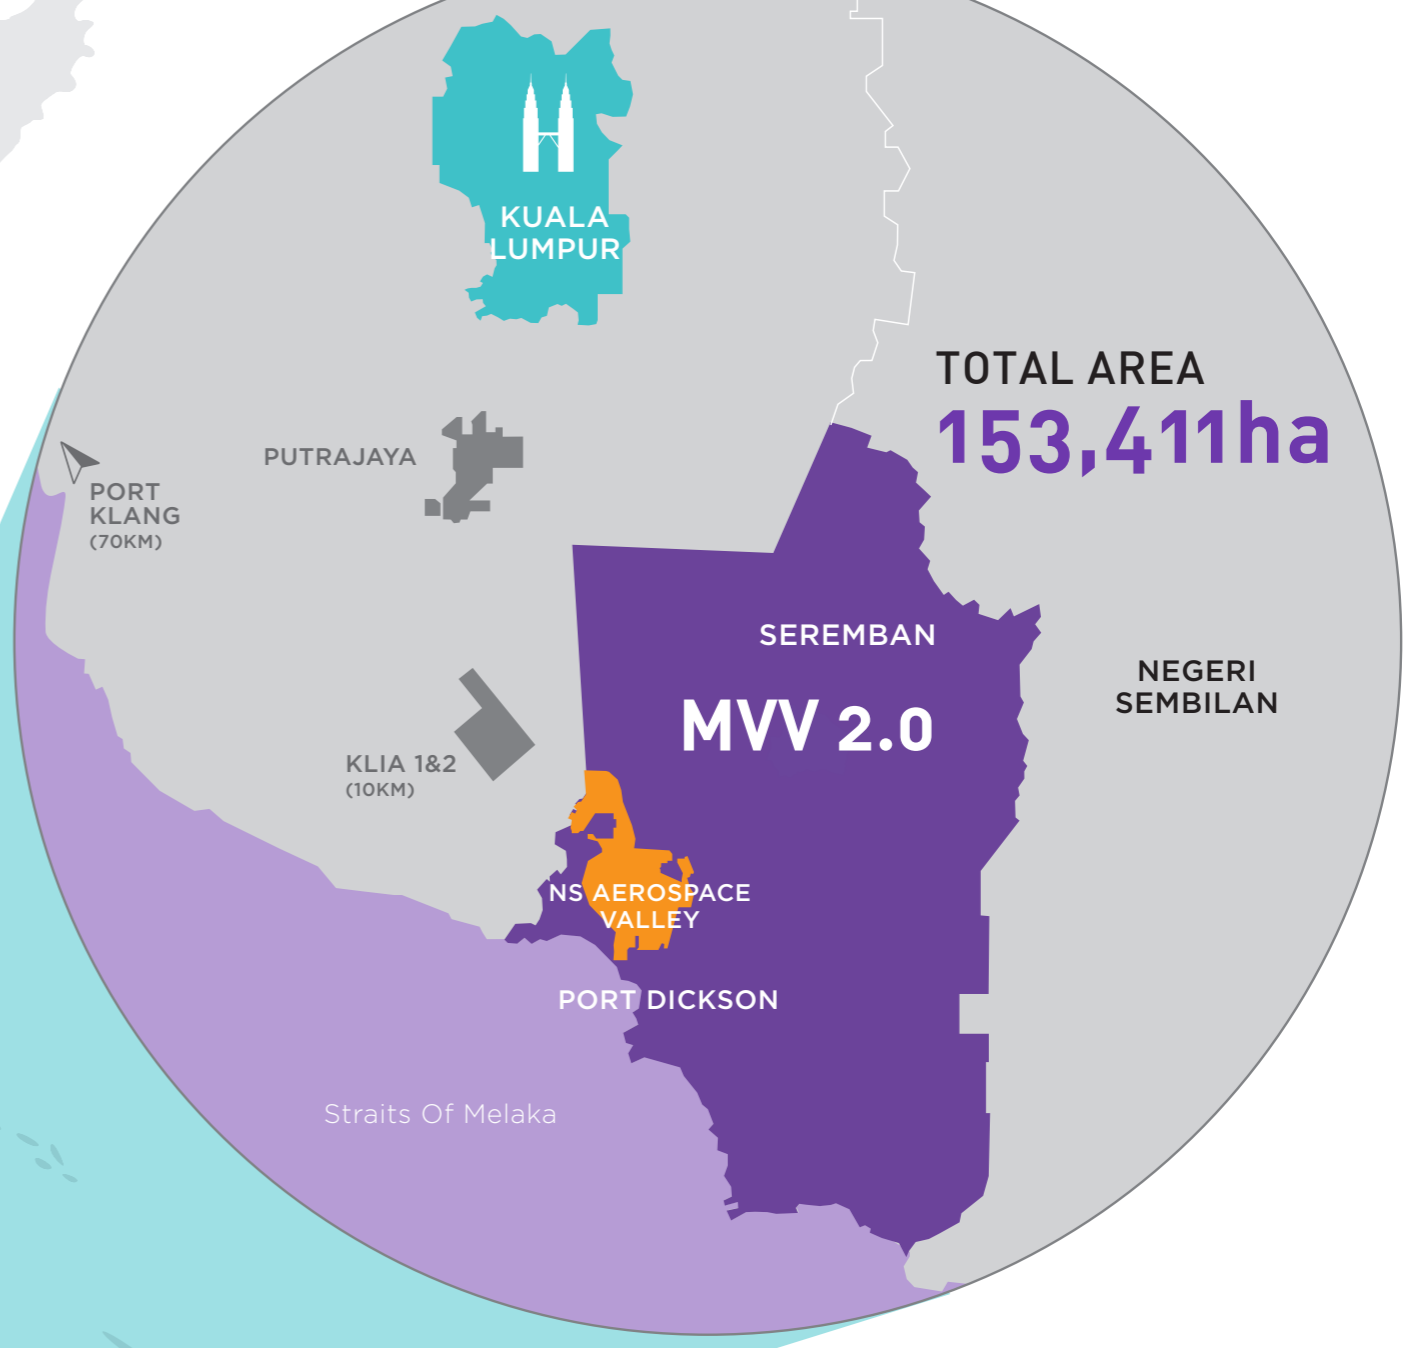 KUALA
LUMPUR
TOTAL AREA
153,411ha
PUTRAJAYA
PORT
KLANG
(70KM)
SEREMBAN
MVV 2.0
NEGERI
SEMBILAN
KLIA 1&2
(10KM)
NS AEROSPACE
VALLEY
PORT DICKSON
Straits Of Melaka